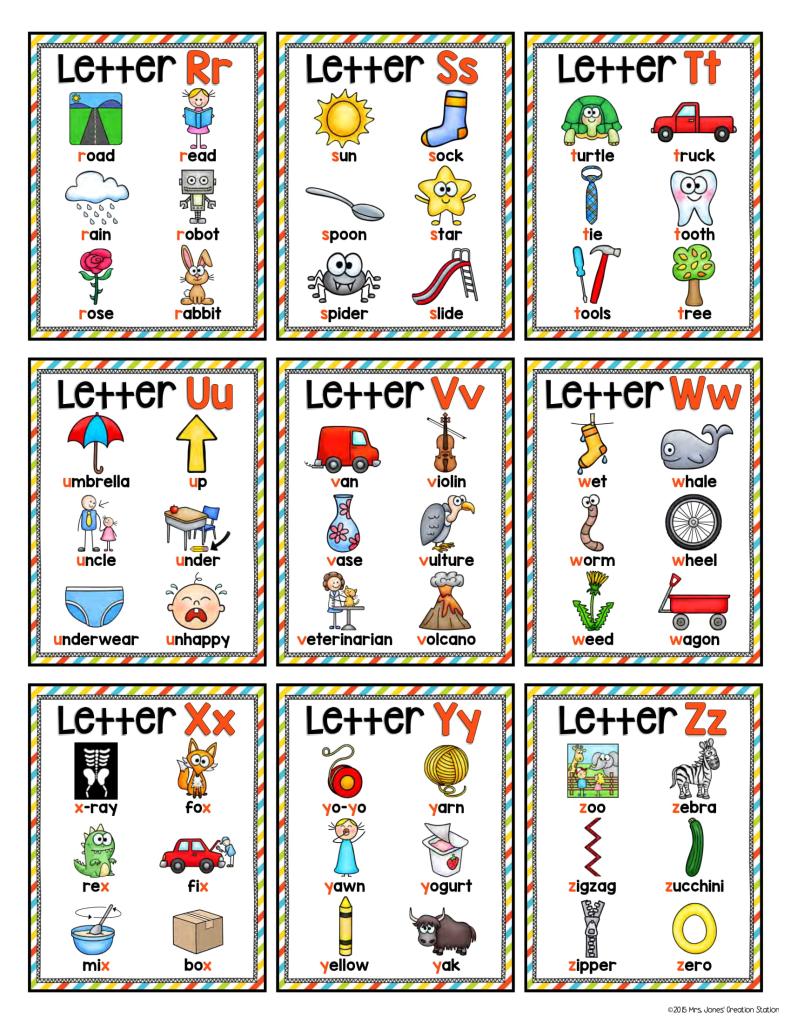 Letter Rr
road read
rain robot
rose rabbit
Letter Ss
sun sock
spoon star
spider slide
Letter Tt
turtle truck
tie tooth
tools tree
Letter Uu
umbrella up
uncle under
underwear unhappy
Letter Vv
van violin
vase vulture
veterinarian volcano
Letter Ww
wet whale
worm wheel
weed wagon
Letter Xx
x-ray fox
rex fix
mix box
Letter Yy
yo-yo yarn
yawn yogurt
yellow yak
Letter Zz
zoo zebra
zigzag zucchini
zipper zero
©2015 Mrs. Jones' Creation Station